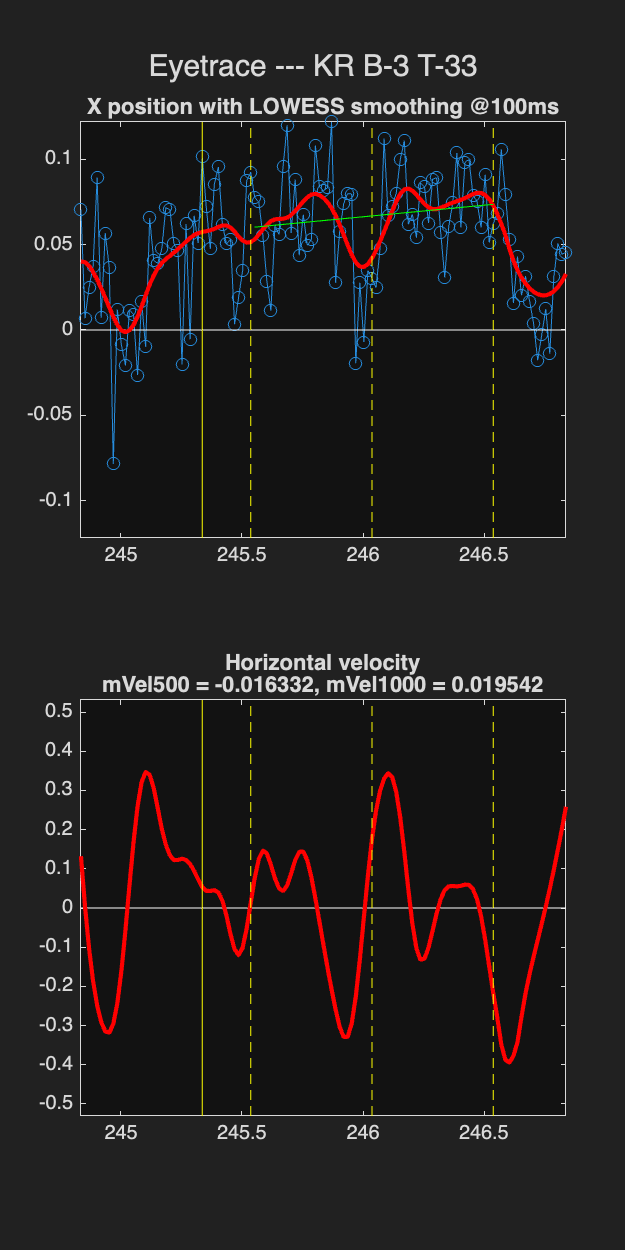 Eyetrace --- KR B-3 T-33
X position with LOWESS smoothing @100ms
0.1
0.05
0
-0.05
-0.1
245 245.5 246 246.5
Horizontal velocity
mVel500 = -0.016332, mVel1000 = 0.019542
0.5
0.4
0.3
0.2
0.1
0
-0.1
-0.2
-0.3
-0.4
-0.5
245 245.5 246 246.5